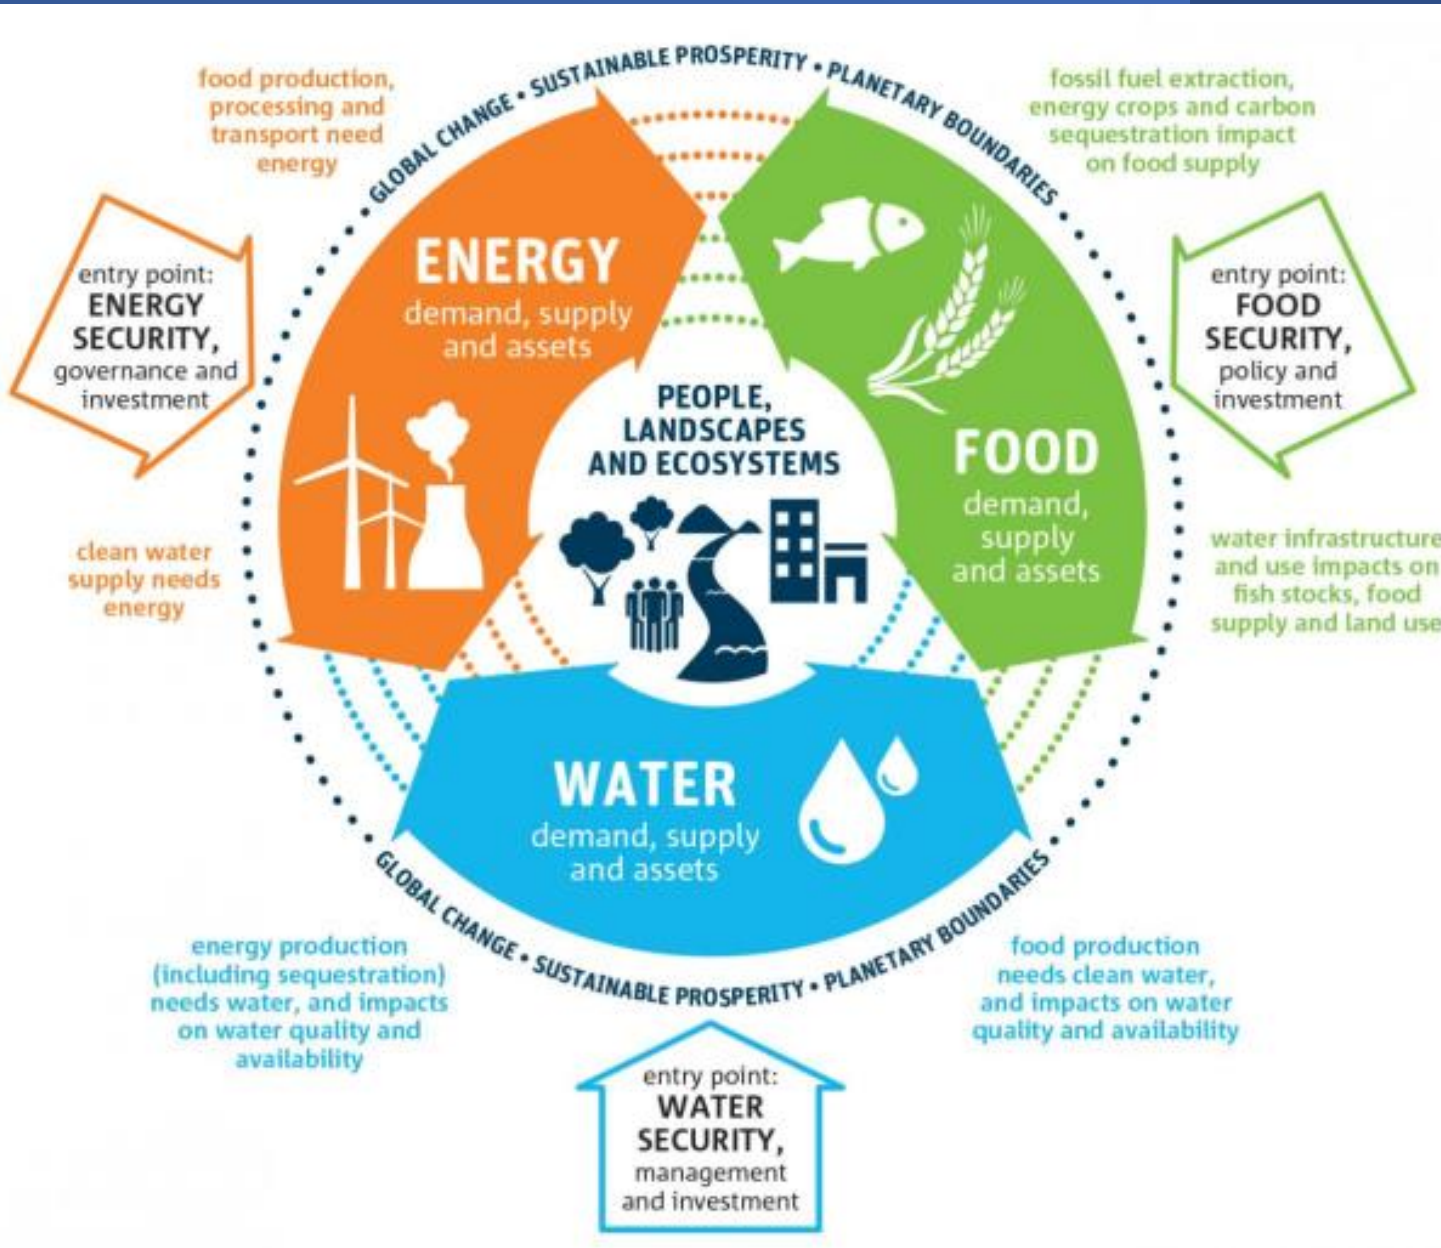 GLOBAL CHANGE • SUSTAINABLE PROSPERITY • PLANETARY BOUNDARIES
food production,
processing and
transport need
energy
fossil fuel extraction,
energy crops and carbon
sequestration impact
on food supply
entry point:
ENERGY
SECURITY,
governance and
investment
ENERGY
demand, supply
and assets
entry point:
FOOD
SECURITY,
policy and
investment
PEOPLE,
LANDSCAPES
AND ECOSYSTEMS
FOOD
demand,
supply
and assets
clean water
supply needs
energy
water infrastructure
and use impacts on
fish stocks, food
supply and land use
WATER
demand, supply
and assets
GLOBAL CHANGE • SUSTAINABLE PROSPERITY • PLANETARY BOUNDARIES
energy production
(including sequestration)
needs water, and impacts
on water quality and
availability
food production
needs clean water,
and impacts on water
quality and availability
entry point:
WATER
SECURITY,
management
and investment